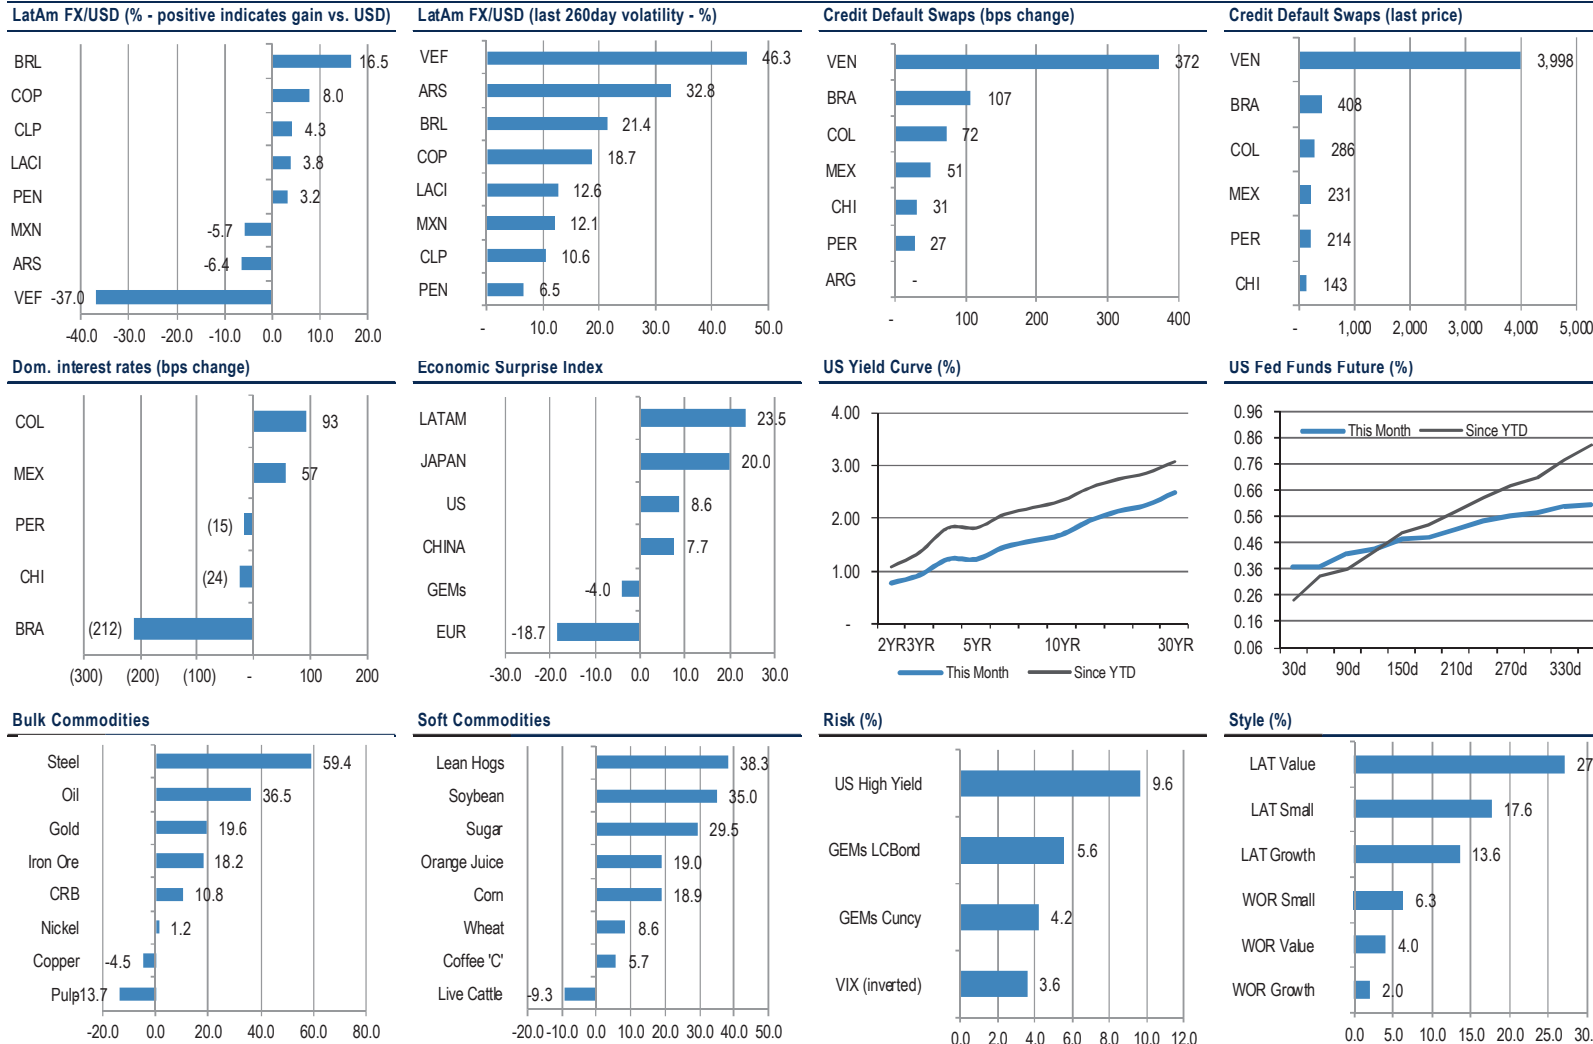 LatAm FX/USD (% - positive indicates gain vs. USD)
BRL 16.5
COP 8.0
CLP 4.3
LACI 3.8
PEN 3.2
MXN -5.7
ARS -6.4
VEF -37.0
-40.0 -30.0 -20.0 -10.0 0.0 10.0 20.0
LatAm FX/USD (last 260day volatility - %)
VEF 46.3
ARS 32.8
BRL 21.4
COP 18.7
LACI 12.6
MXN 12.1
CLP 10.6
PEN 6.5
- 10.0 20.0 30.0 40.0 50.0
Credit Default Swaps (bps change)
VEN 372
BRA 107
COL 72
MEX 51
CHI 31
PER 27
ARG -
- 100 200 300 400
Credit Default Swaps (last price)
VEN 3,998
BRA 408
COL 286
MEX 231
PER 214
CHI 143
- 1,000 2,000 3,000 4,000 5,000
Dom. interest rates (bps change)
COL 93
MEX 57
PER (15)
CHI (24)
BRA (212)
(300) (200) (100) - 100 200
Economic Surprise Index
LATAM 23.5
JAPAN 20.0
US 8.6
CHINA 7.7
GEMs -4.0
EUR -18.7
-30.0 -20.0 -10.0 0.0 10.0 20.0 30.0
US Yield Curve (%)
4.00
3.00
2.00
1.00
-
2YR3YR 5YR 10YR 30YR
This Month Since YTD
US Fed Funds Future (%)
0.96
0.86
This Month Since YTD
0.76
0.66
0.56
0.46
0.36
0.26
0.16
0.06
30d 90d 150d 210d 270d 330d
Bulk Commodities
Steel 59.4
Oil 36.5
Gold 19.6
Iron Ore 18.2
CRB 10.8
Nickel 1.2
Copper -4.5
Pulp -13.7
-20.0 0.0 20.0 40.0 60.0 80.0
Soft Commodities
Lean Hogs 38.3
Soybean 35.0
Sugar 29.5
Orange Juice 19.0
Corn 18.9
Wheat 8.6
Coffee 'C' 5.7
Live Cattle -9.3
-20.0 -10.0 0.0 10.0 20.0 30.0 40.0 50.0
Risk (%)
US High Yield 9.6
GEMs LCBond 5.6
GEMs Cuncy 4.2
VIX (inverted) 3.6
0.0 2.0 4.0 6.0 8.0 10.0 12.0
Style (%)
LAT Value 27
LAT Small 17.6
LAT Growth 13.6
WOR Small 6.3
WOR Value 4.0
WOR Growth 2.0
0.0 5.0 10.0 15.0 20.0 25.0 30.